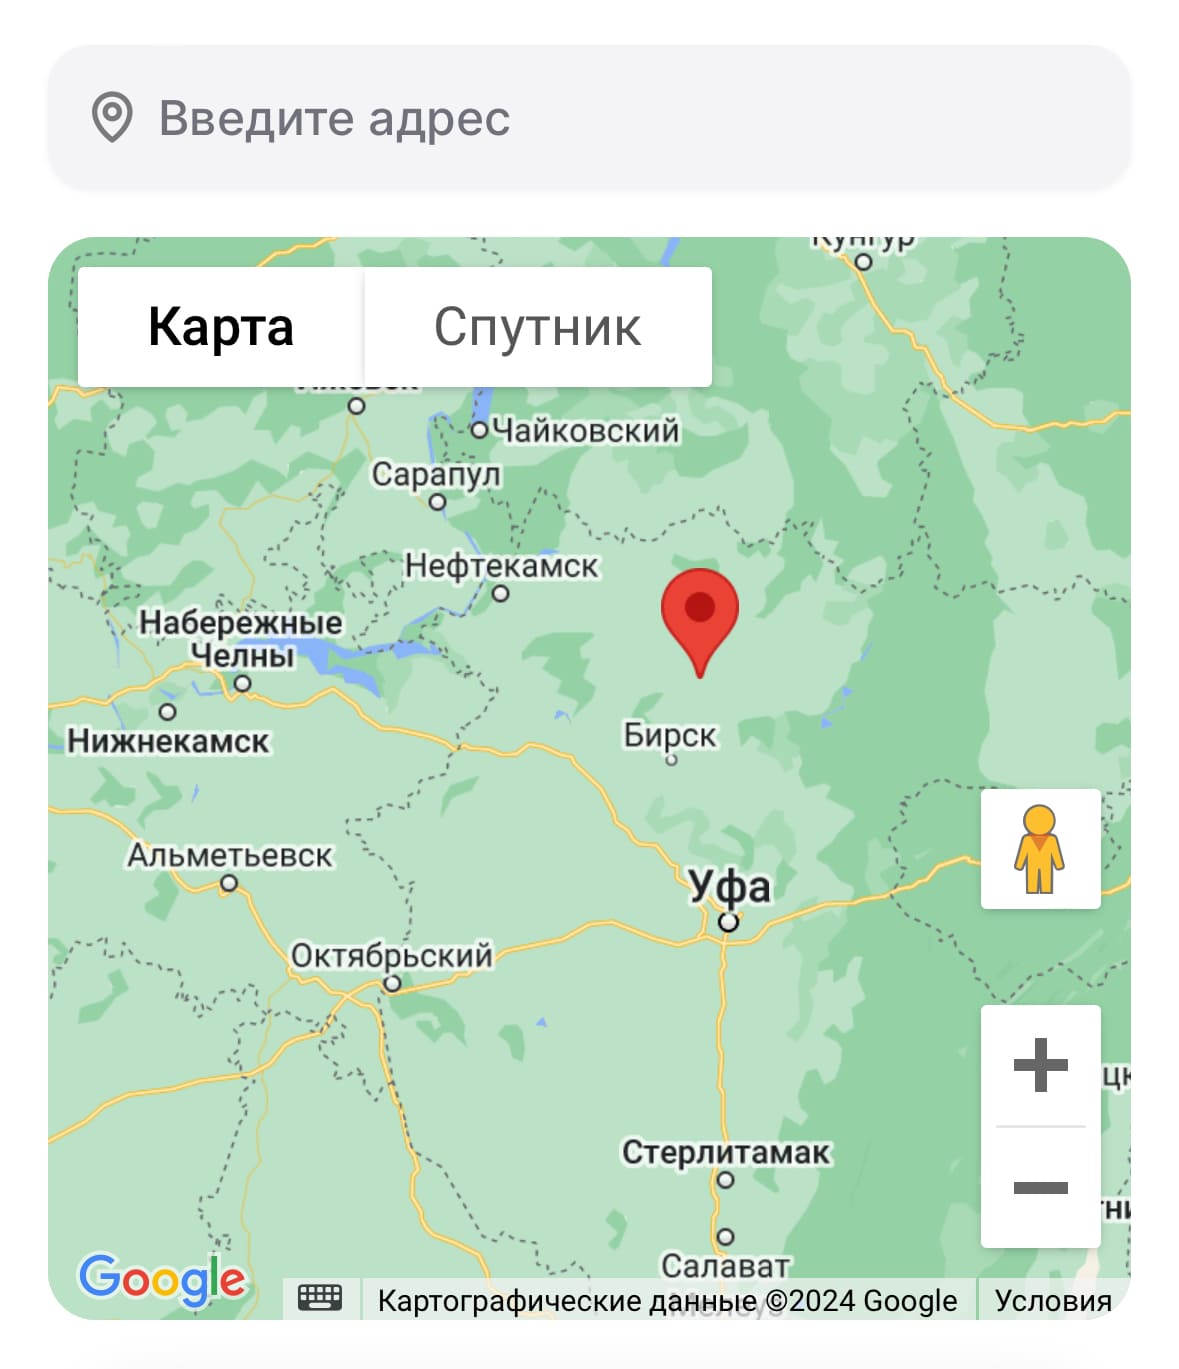 Введите адрес
Кунгур
Карта
Спутник
Чайковский
Сарапул
Нефтекамск
Набережные
Челны
Нижнекамск
Бирск
Альметьевск
Уфа
Октябрьский
Стерлитамак
Салават
Google
Картографические данные ©2024 Google
Условия